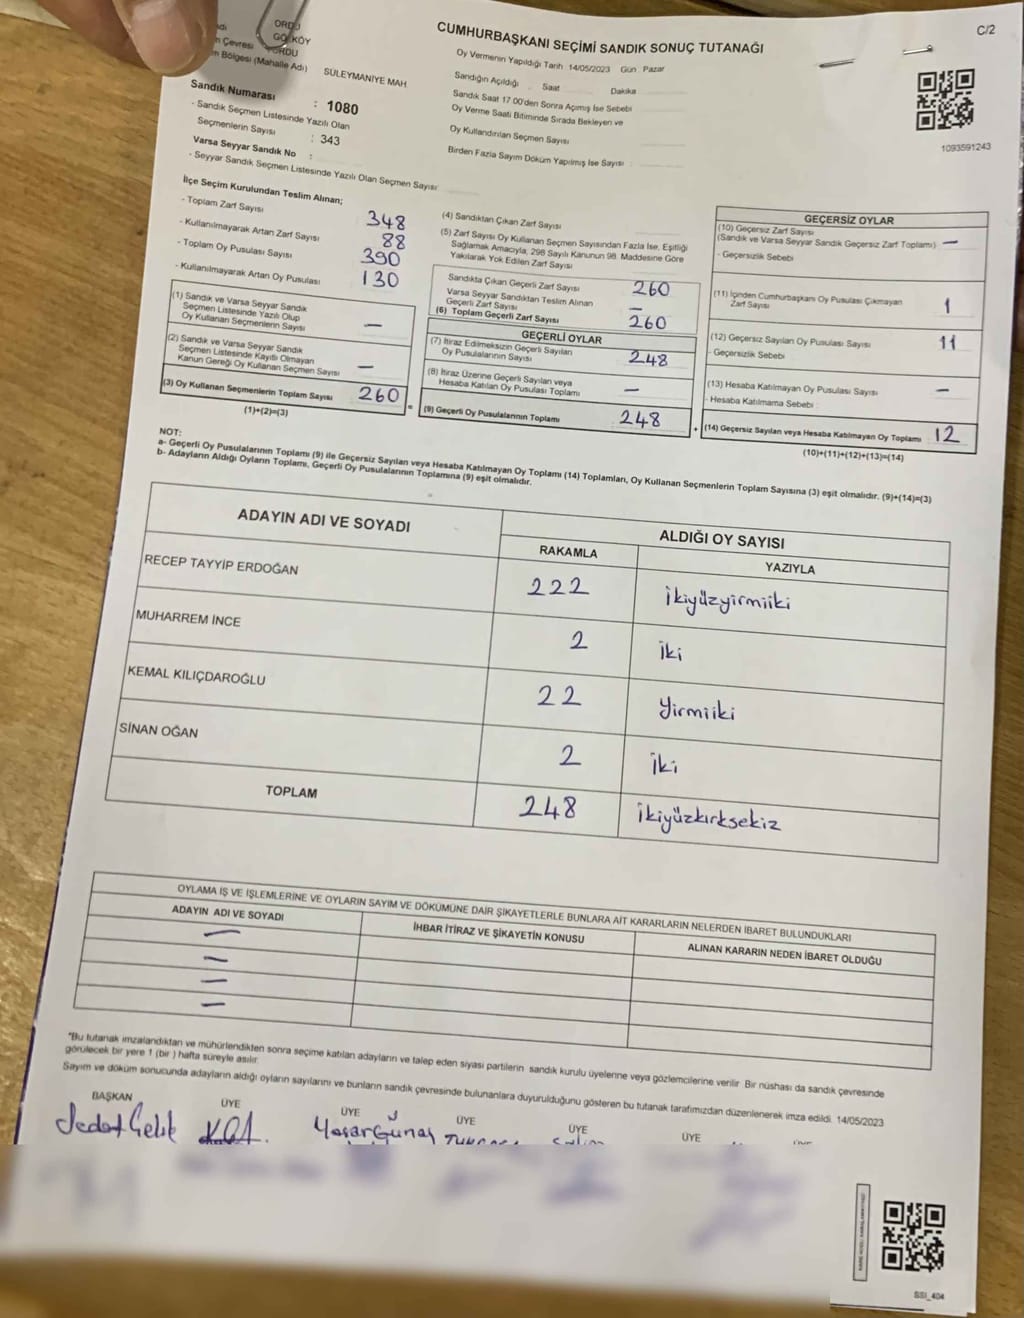 C/2
CUMHURBAŞKANI SEÇİMİ SANDIK SONUÇ TUTANAĞI
ORDU
GÖLKÖY
n Çevresi ORDU
n Bölgesi (Mahalle Adı) SÜLEYMANIYE MAH
Sandık Numarası : 1080
- Sandık Seçmen Listesinde Yazılı Olan
Seçmenlerin Sayısı : 343
Varsa Seyyar Sandık No :
- Seyyar Sandık Seçmen Listesinde Yazılı Olan Seçmen Sayısı
Oy Vermenin Yapıldığı Tarih 14/05/2023 Gün Pazar
Sandığın Açıldığı Saat Dakika
Sandık Saat 17.00'den Sonra Açımış İse Sebebi
Oy Verme Saati Bitiminde Sırada Bekleyen ve
Oy Kullandırılan Seçmen Sayısı
Birden Fazla Sayım Döküm Yapılmış İse Sayısı
1093591243
İlçe Seçim Kurulundan Teslim Alınan;
- Toplam Zarf Sayısı 348
- Kullanılmayarak Artan Zarf Sayısı 88
- Toplam Oy Pusulası Sayısı 390
- Kullanılmayarak Artan Oy Pusulası 130
(1) Sandık ve Varsa Seyyar Sandık
Seçmen Listesinde Yazılı Olup
Oy Kullanan Seçmenlerin Sayısı —
(2) Sandık ve Varsa Seyyar Sandık
Seçmen Listesinde Kayıtlı Olmayan
Kanun Gereği Oy Kullanan Seçmen Sayısı —
(3) Oy Kullanan Seçmenlerin Toplam Sayısı 260
(1)+(2)=(3)
=
(4) Sandıktan Çıkan Zarf Sayısı
(5) Zarf Sayısı Oy Kullanan Seçmen Sayısından Fazla İse, Eşitliği
Sağlamak Amacıyla, 298 Sayılı Kanunun 98. Maddesine Göre
Yakılarak Yok Edilen Zarf Sayısı
Sandıkta Çıkan Geçerli Zarf Sayısı 260
Varsa Seyyar Sandıktan Teslim Alınan
Geçerli Zarf Sayısı —
(6) Toplam Geçerli Zarf Sayısı 260
GEÇERLİ OYLAR
(7) İtiraz Edilmeksizin Geçerli Sayılan
Oy Pusulalarının Sayısı 248
(8) İtiraz Üzerine Geçerli Sayılan veya
Hesaba Katılan Oy Pusulası Toplamı —
(9) Geçerli Oy Pusulalarının Toplamı 248
+
GEÇERSİZ OYLAR
(10) Geçersiz Zarf Sayısı
(Sandık ve Varsa Seyyar Sandık Geçersiz Zarf Toplamı) —
- Geçersizlik Sebebi
(11) İçinden Cumhurbaşkanı Oy Pusulası Çıkmayan
Zarf Sayısı 1
(12) Geçersiz Sayılan Oy Pusulası Sayısı 11
- Geçersizlik Sebebi
(13) Hesaba Katılmayan Oy Pusulası Sayısı —
- Hesaba Katılmama Sebebi :
(14) Geçersiz Sayılan veya Hesaba Katılmayan Oy Toplamı 12
(10)+(11)+(12)+(13)=(14)
NOT:
a- Geçerli Oy Pusulalarının Toplamı (9) ile Geçersiz Sayılan veya Hesaba Katılmayan Oy Toplamı (14) Toplamları, Oy Kullanan Seçmenlerin Toplam Sayısına (3) eşit olmalıdır. (9)+(14)=(3)
b- Adayların Aldığı Oyların Toplamı, Geçerli Oy Pusulalarının Toplamına (9) eşit olmalıdır.
ADAYIN ADI VE SOYADI ALDIĞI OY SAYISI
RAKAMLA YAZIYLA
RECEP TAYYİP ERDOĞAN 222 ikiyüzyirmiiki
MUHARREM İNCE 2 iki
KEMAL KILIÇDAROĞLU 22 yirmiiki
SİNAN OĞAN 2 iki
TOPLAM 248 ikiyüzkırksekiz
OYLAMA İŞ VE İŞLEMLERİNE VE OYLARIN SAYIM VE DÖKÜMÜNE DAİR ŞİKAYETLERLE BUNLARA AİT KARARLARIN NELERDEN İBARET BULUNDUKLARI
ADAYIN ADI VE SOYADI İHBAR İTİRAZ VE ŞİKAYETİN KONUSU ALINAN KARARIN NEDEN İBARET OLDUĞU
—
—
—
—
"Bu tutanak imzalandıktan ve mühürlendikten sonra seçime katılan adayların ve talep eden siyasi partilerin sandık kurulu üyelerine veya gözlemcilerine verilir. Bir nüshası da sandık çevresinde
görülecek bir yere 1 (bir) hafta süreyle asılır.
Sayım ve döküm sonucunda adayların aldığı oyların sayılarını ve bunların sandık çevresinde bulunanlara duyurulduğunu gösteren bu tutanak tarafımızdan düzenlenerek imza edildi. 14/05/2023
BAŞKAN ÜYE ÜYE ÜYE ÜYE ÜYE
Sedat Çelik Yaşar Günaş
SSI_404